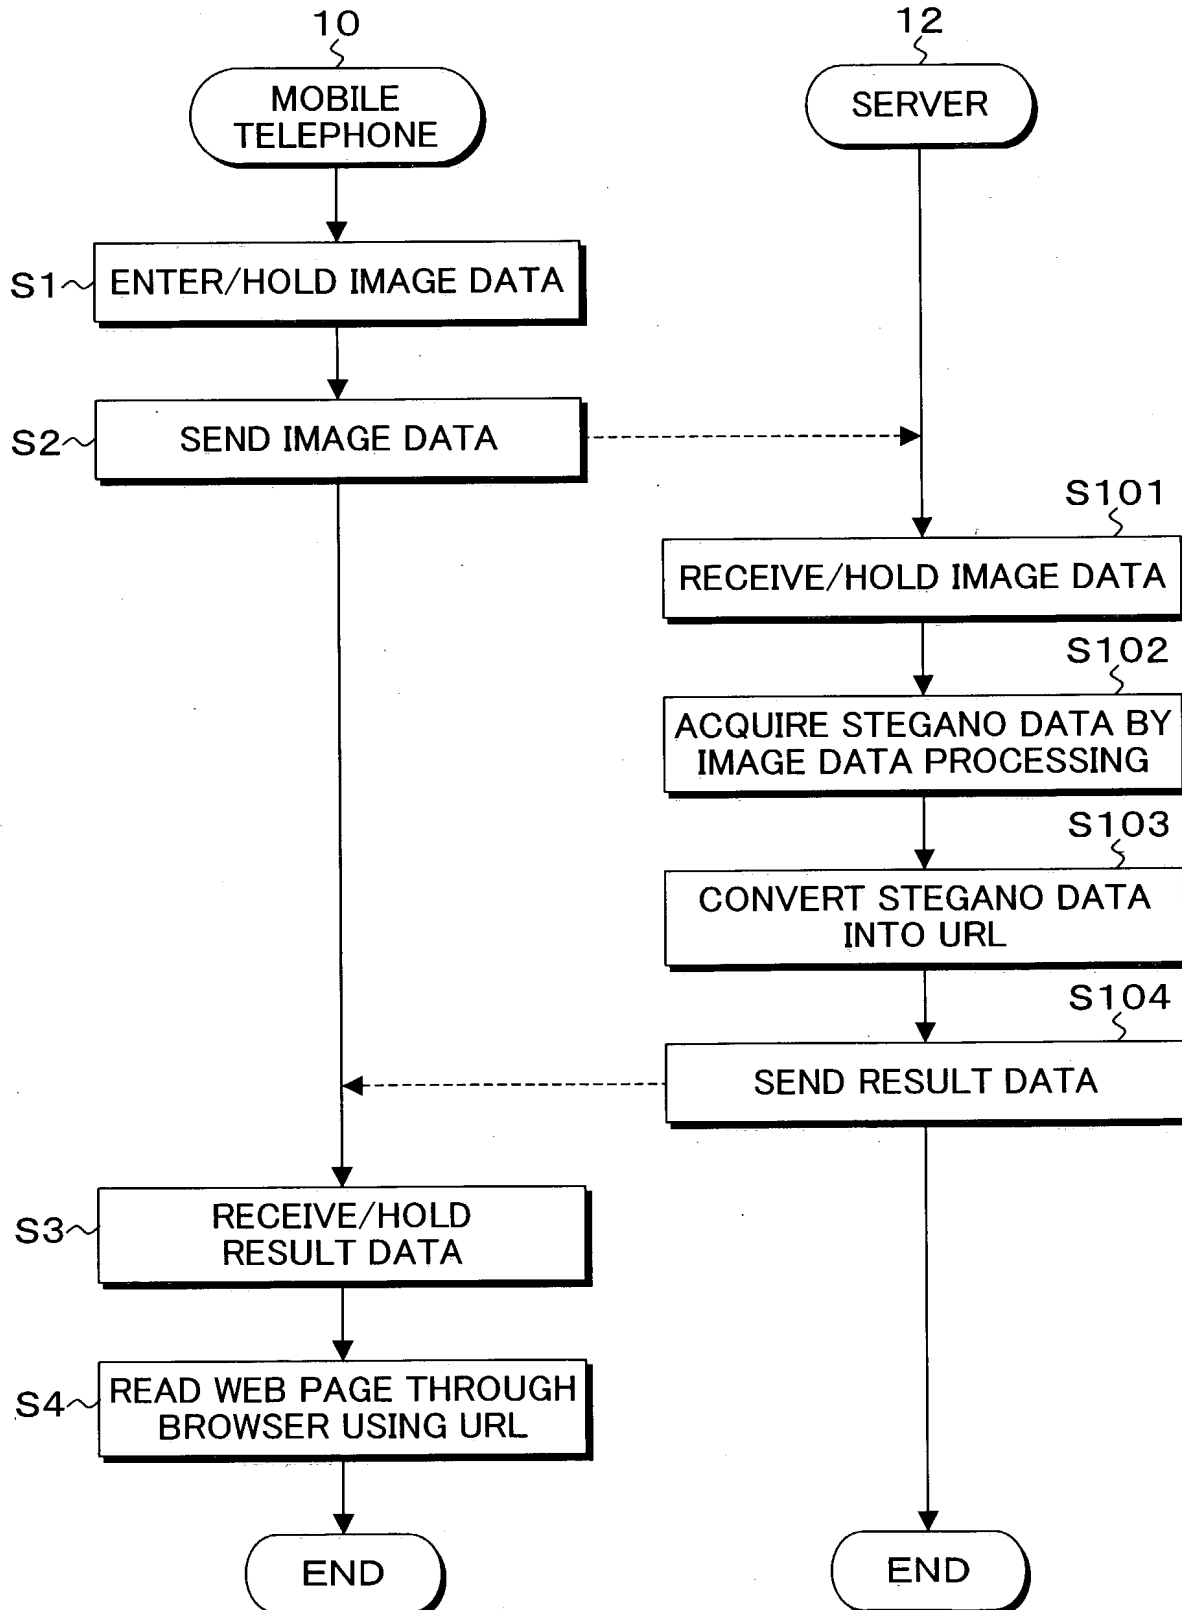 10
12
MOBILE
TELEPHONE
SERVER
S1
ENTER/HOLD IMAGE DATA
S2
SEND IMAGE DATA
S101
RECEIVE/HOLD IMAGE DATA
S102
ACQUIRE STEGANO DATA BY
IMAGE DATA PROCESSING
S103
CONVERT STEGANO DATA
INTO URL
S104
SEND RESULT DATA
S3
RECEIVE/HOLD
RESULT DATA
S4
READ WEB PAGE THROUGH
BROWSER USING URL
END
END